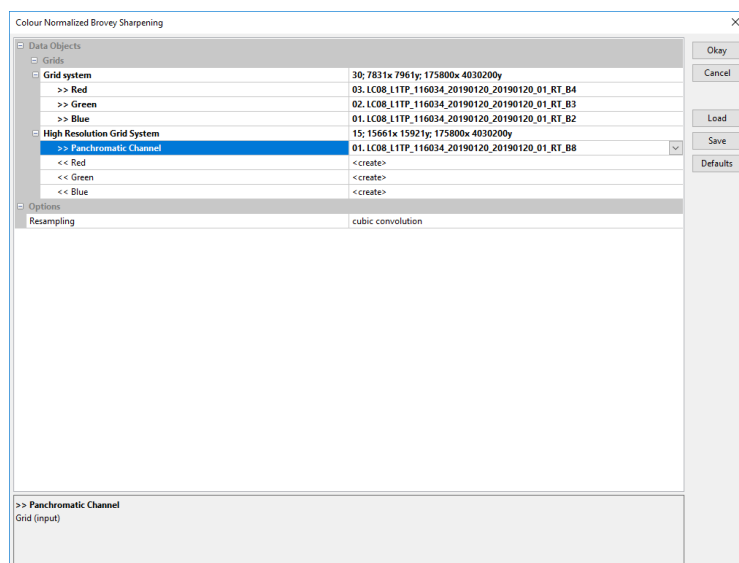 Colour Normalized Brovey Sharpening
Data Objects
Grids
Grid system 30; 7831x 7961y; 175800x 4030200y
>> Red 03. LC08_L1TP_116034_20190120_20190120_01_RT_B4
>> Green 02. LC08_L1TP_116034_20190120_20190120_01_RT_B3
>> Blue 01. LC08_L1TP_116034_20190120_20190120_01_RT_B2
High Resolution Grid System 15; 15661x 15921y; 175800x 4030200y
>> Panchromatic Channel 01. LC08_L1TP_116034_20190120_20190120_01_RT_B8
<< Red <create>
<< Green <create>
<< Blue <create>
Options
Resampling cubic convolution
Okay
Cancel
Load
Save
Defaults
>> Panchromatic Channel
Grid (input)